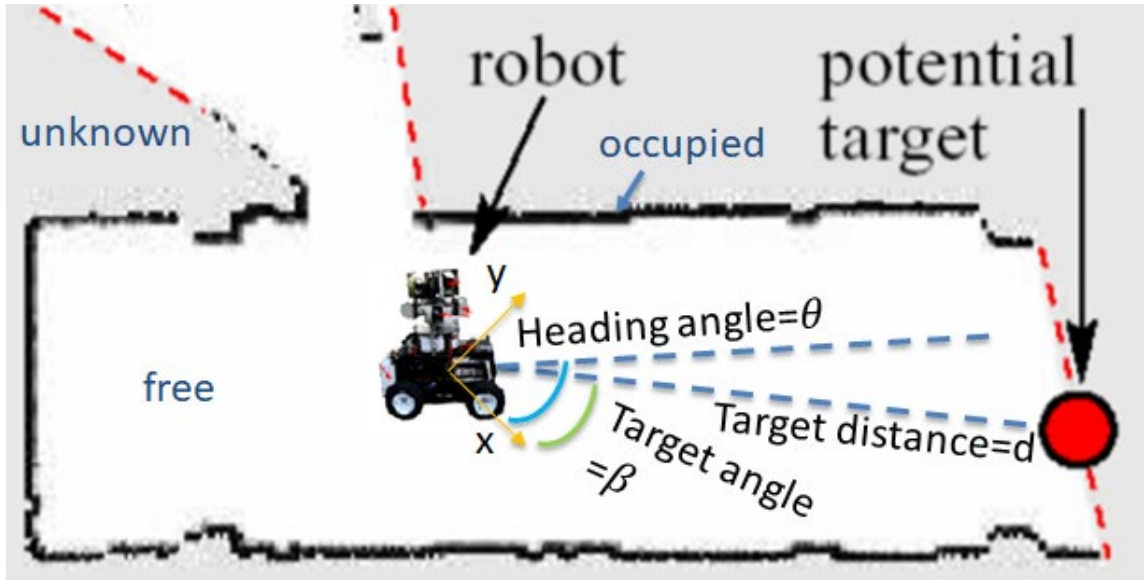 robot
potential
target
unknown
occupied
y
Heading angle=θ
free
Target distance=d
x
Target angle
=β